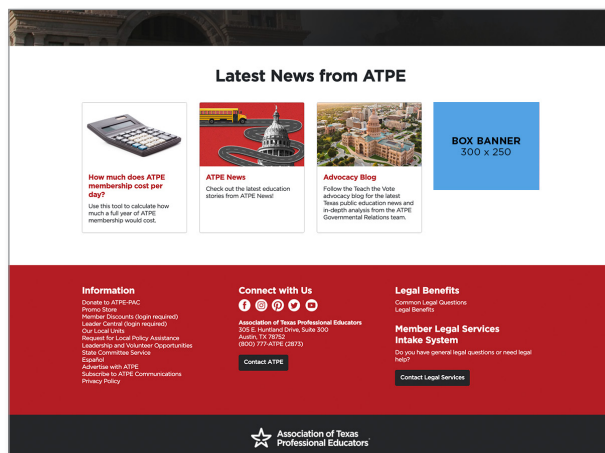 Latest News from ATPE
How much does ATPE
membership cost per
day?
Use this tool to calculate how
much a full year of ATPE
membership would cost.
ATPE News
Check out the latest education
stories from ATPE News!
Advocacy Blog
Follow the Teach the Vote
advocacy blog for the latest
Texas public education news and
in-depth analysis from the ATPE
Governmental Relations team.
BOX BANNER
300 x 250
Information
Donate to ATPE-PAC
Promo Store
Member Discounts (login required)
Leader Central (login required)
Our Local Units
Request for Local Policy Assistance
Leadership and Volunteer Opportunities
State Committee Service
Español
Advertise with ATPE
Subscribe to ATPE Communications
Privacy Policy
Connect with Us
Association of Texas Professional Educators
305 E. Huntland Drive, Suite 300
Austin, TX 78752
(800) 777-ATPE (2873)
Contact ATPE
Legal Benefits
Common Legal Questions
Legal Benefits
Member Legal Services
Intake System
Do you have general legal questions or need legal
help?
Contact Legal Services
Association of Texas
Professional Educators